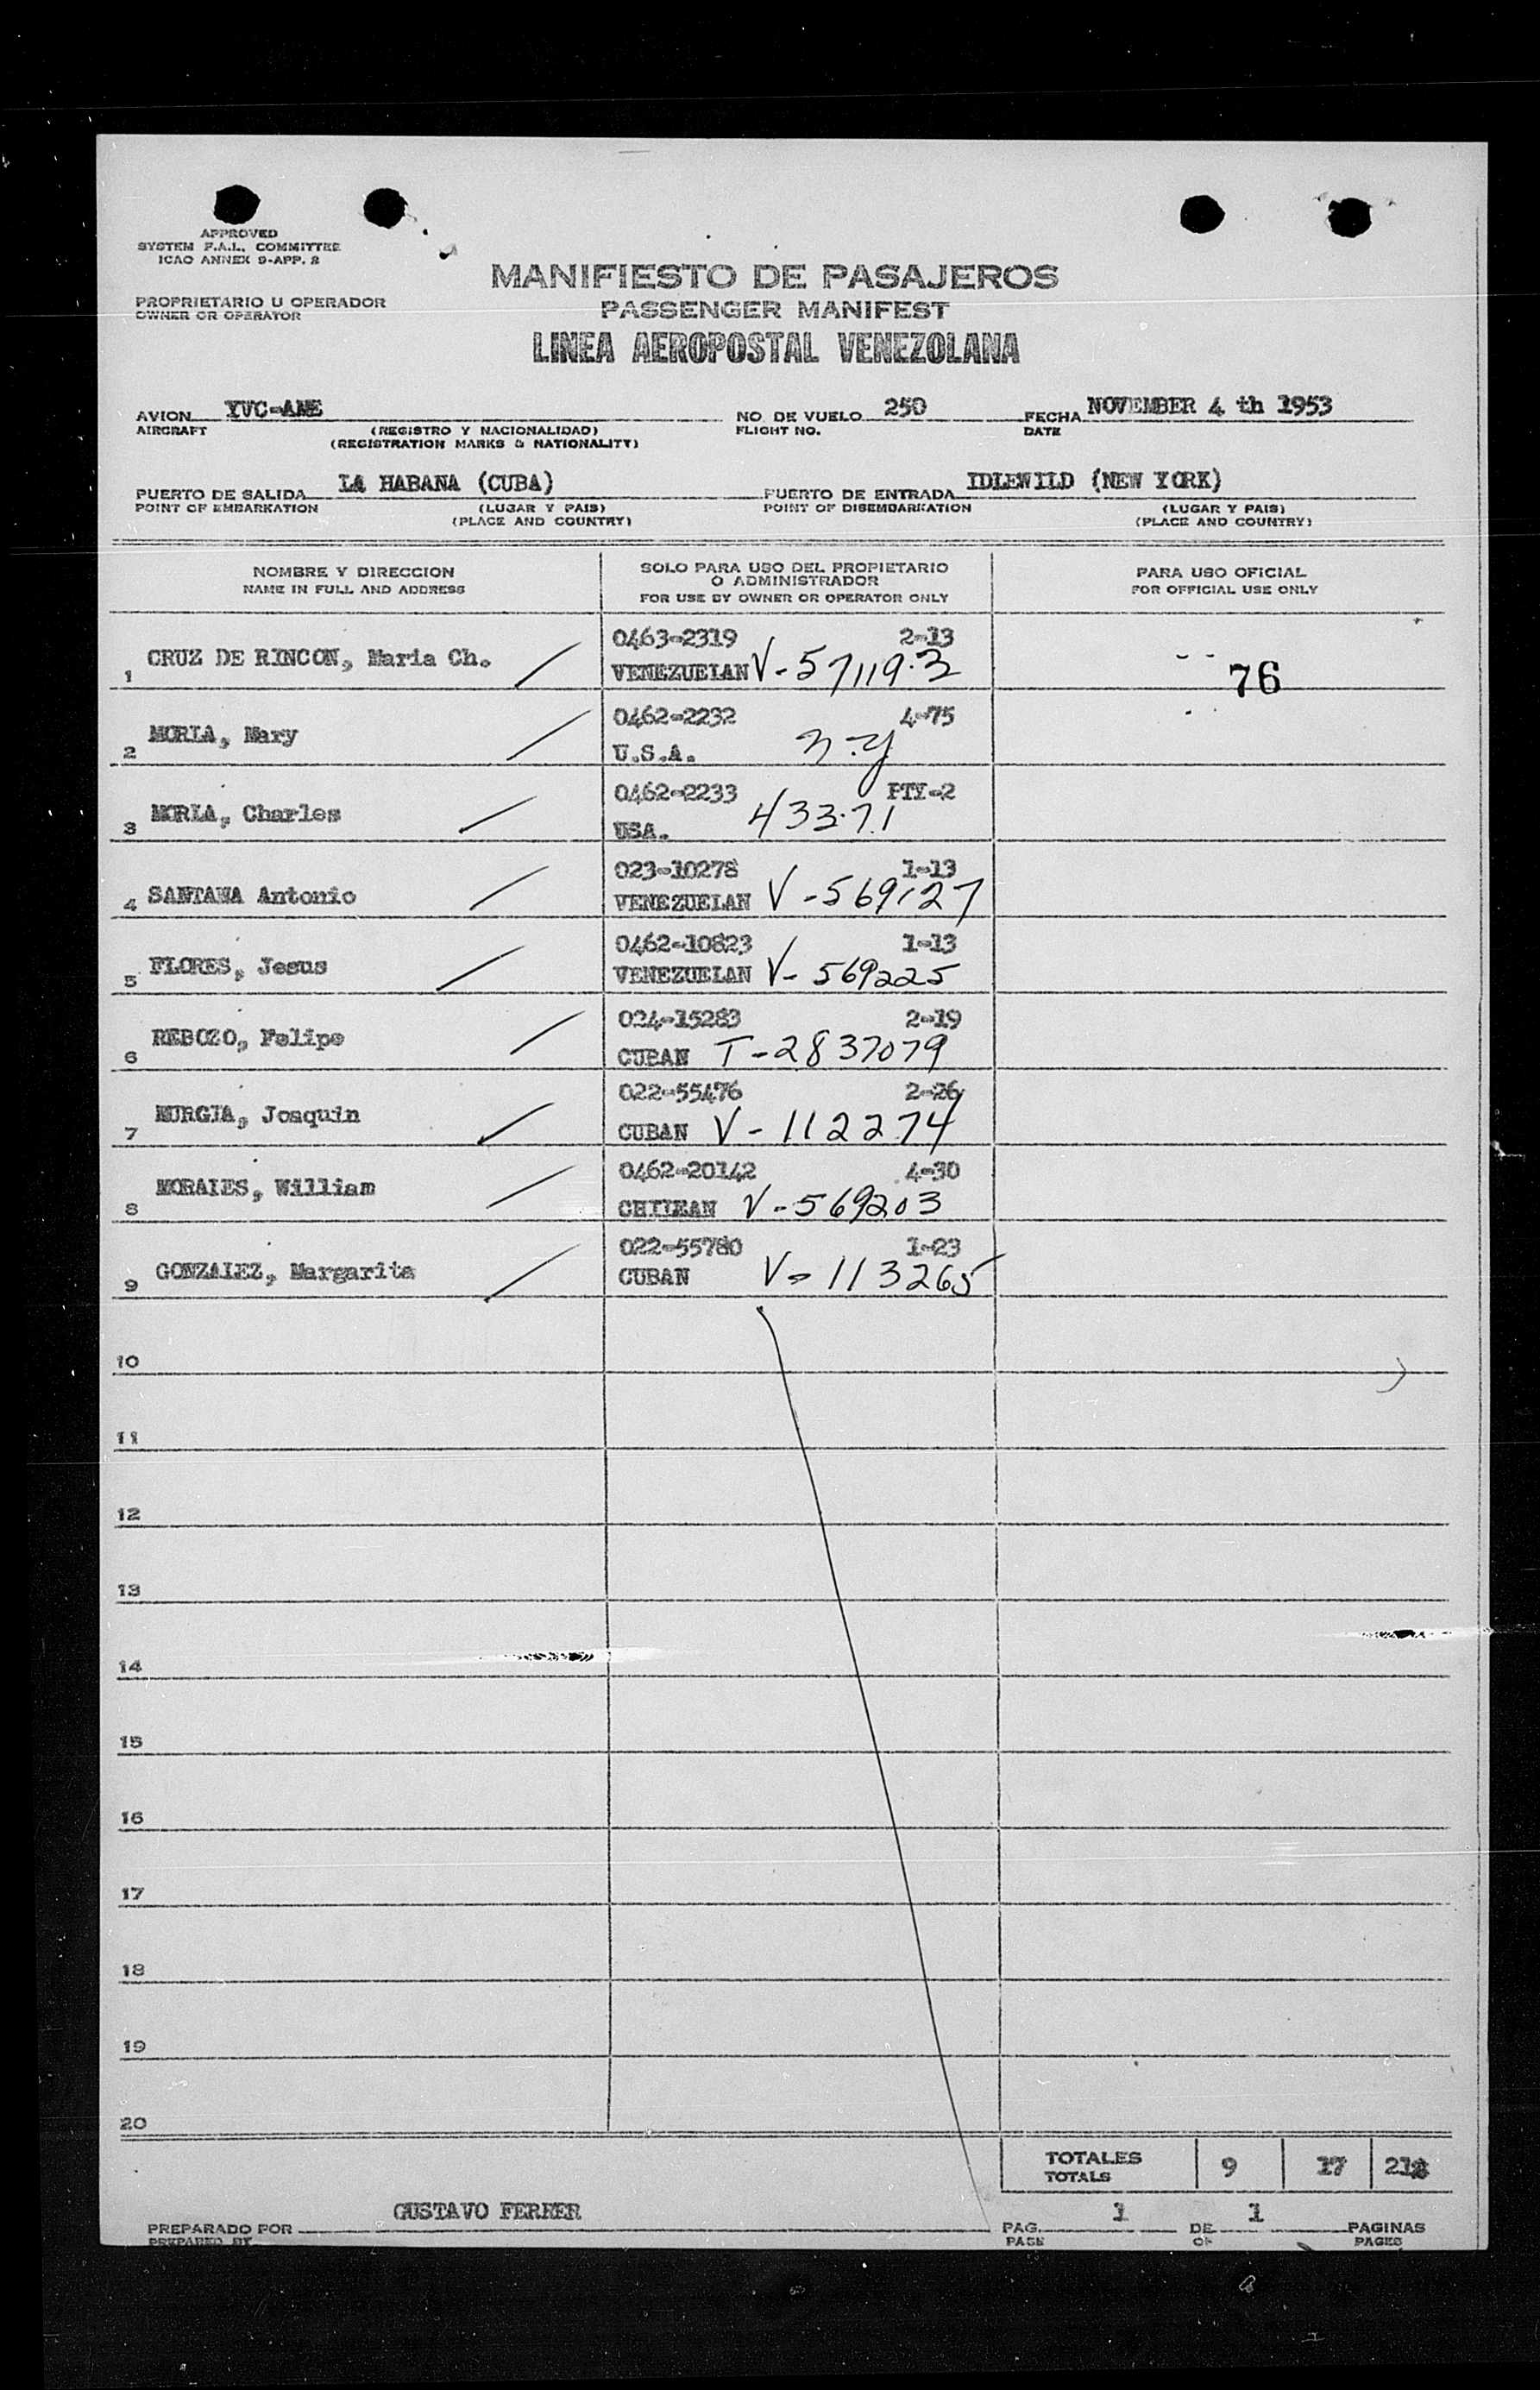 APPROVED
SYSTEM F.A.L. COMMITTEE
ICAO ANNEX 9-APP. 2
MANIFIESTO DE PASAJEROS
PROPRIETARIO U OPERADOR
OWNER OR OPERATOR
PASSENGER MANIFEST
LINEA AEROPOSTAL VENEZOLANA
AVION YVC-AME NO. DE VUELO 250 FECHA NOVEMBER 4 th 1953
AIRCRAFT (REGISTRO Y NACIONALIDAD) FLIGHT NO. DATE
(REGISTRATION MARKS & NATIONALITY)
PUERTO DE SALIDA LA HABANA (CUBA) PUERTO DE ENTRADA IDLEWILD (NEW YORK)
POINT OF EMBARKATION (LUGAR Y PAIS) POINT OF DISEMBARKATION (LUGAR Y PAIS)
(PLACE AND COUNTRY) (PLACE AND COUNTRY)
NOMBRE Y DIRECCION
NAME IN FULL AND ADDRESS
SOLO PARA USO DEL PROPIETARIO
O ADMINISTRADOR
FOR USE BY OWNER OR OPERATOR ONLY
PARA USO OFICIAL
FOR OFFICIAL USE ONLY
0463-2319 2-13
1 CRUZ DE RINCON, Maria Ch. VENEZUELAN V-571193 76
0462-2232 4-75
2 MORLA, Mary U.S.A. n.y
0462-2233 PTY-2
3 MORLA, Charles USA. 43371
023-10278 1-13
4 SANTANA Antonio VENEZUELAN V-569127
0462-10823 1-13
5 FLORES, Jesus VENEZUELAN V-569225
024-15283 2-19
6 REBOZO, Felipe CUBAN T-2837079
022-55476 2-26
7 MURGIA, Joaquin CUBAN V-112274
0462-20142 4-30
8 MORALES, William CHILEAN V-569203
022-55780 1-23
9 GONZALEZ, Margarita CUBAN V-113265
10
11
12
13
14
15
16
17
18
19
20
TOTALES 9 17
TOTALS
GUSTAVO FERRER
PREPARADO POR PAG. 1 DE 1 PAGINAS
PREPARED BY PAGE OF PAGES